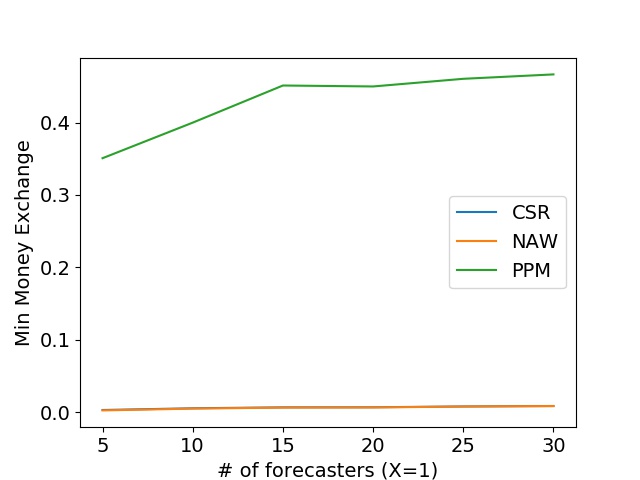 Min Money Exchange
0.4
0.3
0.2
0.1
0.0
CSR
NAW
PPM
5 10 15 20 25 30
# of forecasters (X=1)